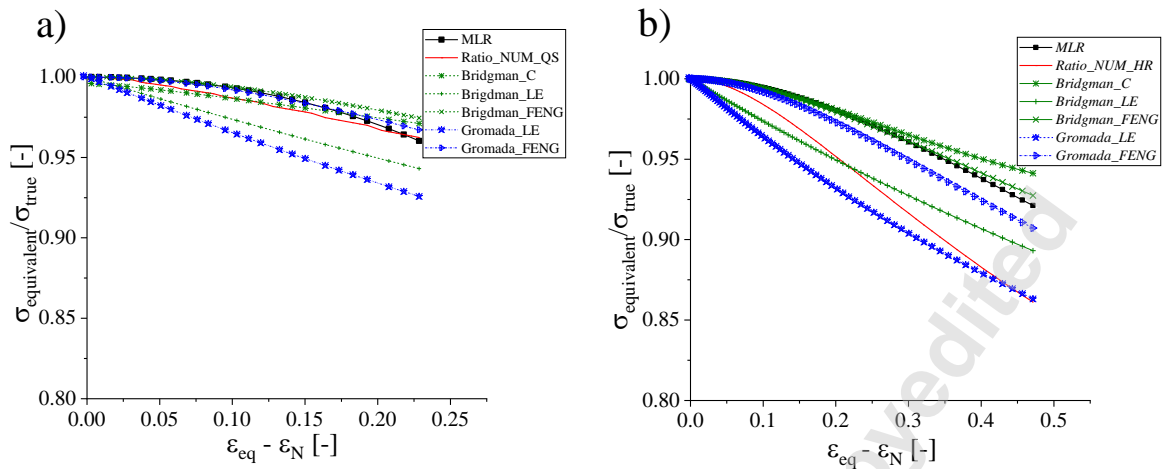 a)
MLR
Ratio_NUM_QS
Bridgman_C
Brigdman_LE
Brigdman_FENG
Gromada_LE
Gromada_FENG
1.00
0.95
0.90
0.85
0.80
σequivalent/σtrue [-]
0.00 0.05 0.10 0.15 0.20 0.25
εeq - εN [-]
b)
MLR
Ratio_NUM_HR
Bridgman_C
Bridgman_LE
Bridgman_FENG
Gromada_LE
Gromada_FENG
1.00
0.95
0.90
0.85
0.80
σequivalent/σtrue [-]
0.0 0.1 0.2 0.3 0.4 0.5
εeq - εN [-]
pyedited